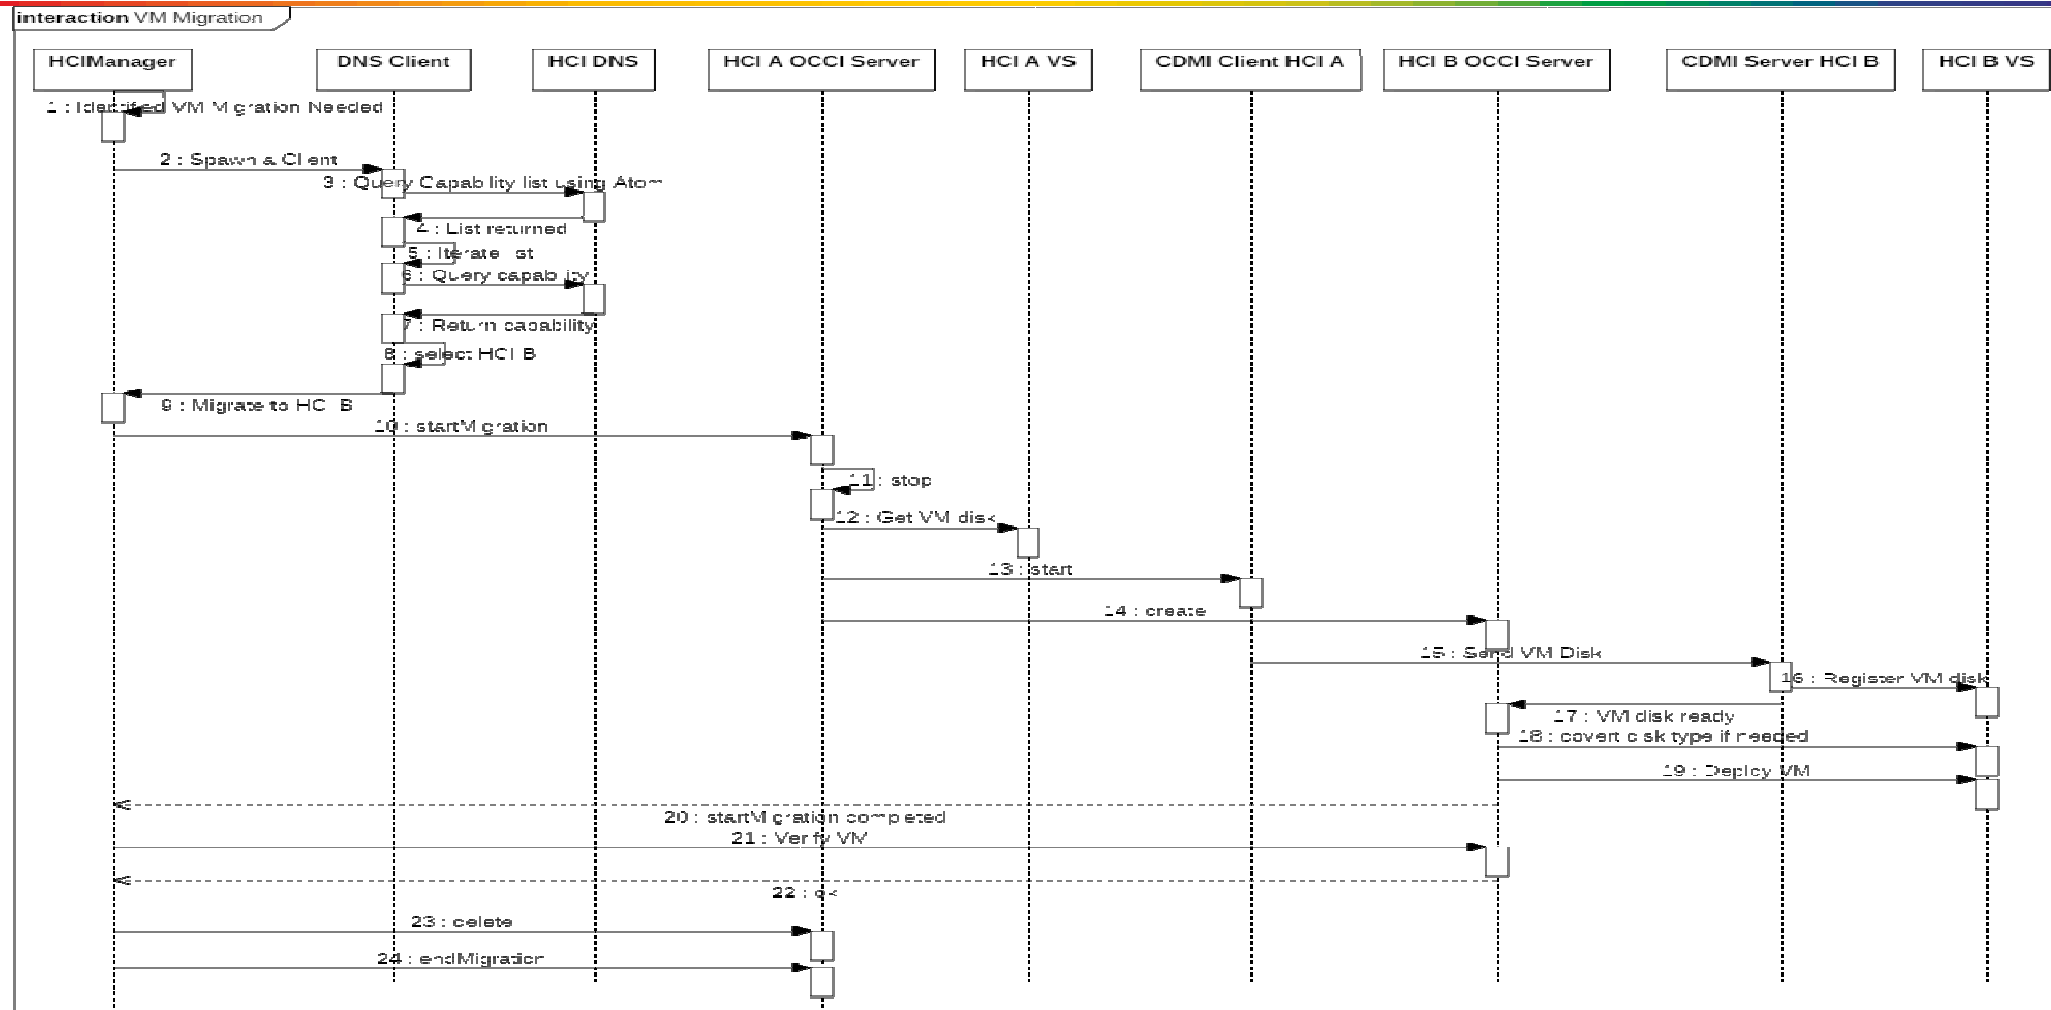 interaction VM Migration
HCIManager
DNS Client
HCI DNS
HCI A OCCI Server
HCI A VS
CDMI Client HCI A
HCI B OCCI Server
CDMI Server HCI B
HCI B VS
1 : Identified VM Migration Needed
2 : Spawn a Client
3 : Query Capability list using Atom
4 : List returned
5 : Iterate list
6 : Query capability
7 : Return capability
8 : select HCI B
9 : Migrate to HCI B
10 : startMigration
11 : stop
12 : Get VM disk
13 : start
14 : create
15 : Send VM Disk
16 : Register VM disk
17 : VM disk ready
18 : covert disk type if needed
19 : Deploy VM
20 : startMigration completed
21 : Verify VM
22 : ok
23 : delete
24 : endMigration